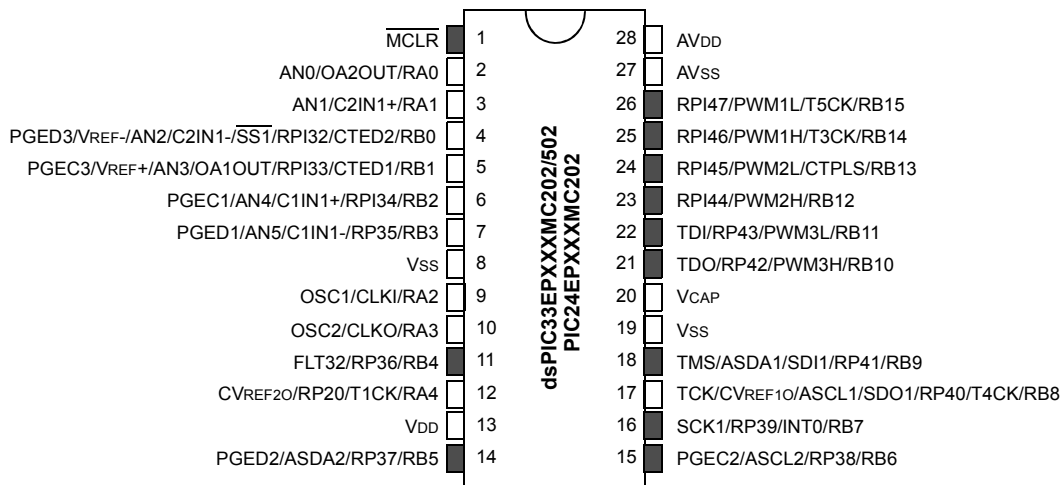 MCLR 1 28 AVDD
AN0/OA2OUT/RA0 2 27 AVSS
AN1/C2IN1+/RA1 3 26 RPI47/PWM1L/T5CK/RB15
PGED3/VREF-/AN2/C2IN1-/SS1/RPI32/CTED2/RB0 4 25 RPI46/PWM1H/T3CK/RB14
PGEC3/VREF+/AN3/OA1OUT/RPI33/CTED1/RB1 5 24 RPI45/PWM2L/CTPLS/RB13
PGEC1/AN4/C1IN1+/RPI34/RB2 6 23 RPI44/PWM2H/RB12
PGED1/AN5/C1IN1-/RP35/RB3 7 22 TDI/RP43/PWM3L/RB11
VSS 8 21 TDO/RP42/PWM3H/RB10
OSC1/CLKI/RA2 9 20 VCAP
OSC2/CLKO/RA3 10 19 VSS
FLT32/RP36/RB4 11 18 TMS/ASDA1/SDI1/RP41/RB9
CVREF2O/RP20/T1CK/RA4 12 17 TCK/CVREF1O/ASCL1/SDO1/RP40/T4CK/RB8
VDD 13 16 SCK1/RP39/INT0/RB7
PGED2/ASDA2/RP37/RB5 14 15 PGEC2/ASCL2/RP38/RB6
dsPIC33EPXXXMC202/502
PIC24EPXXXMC202